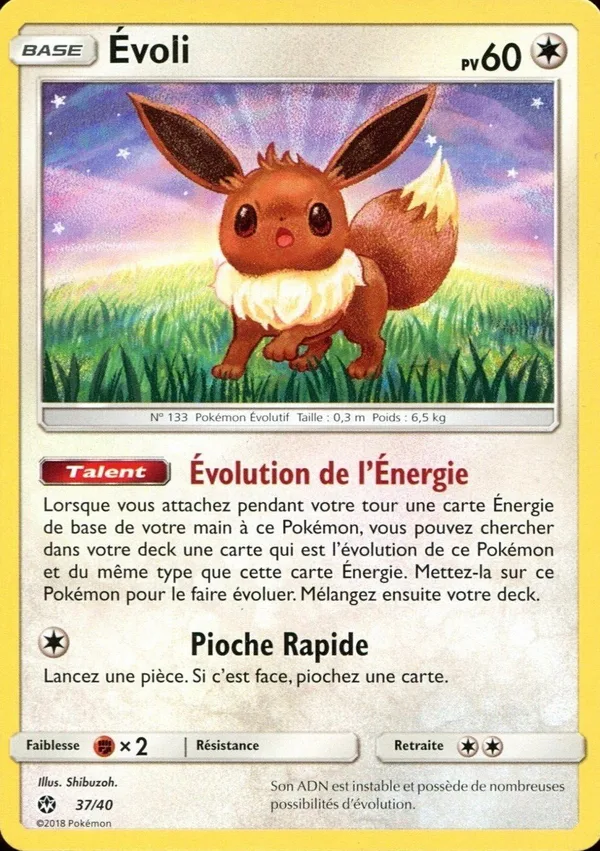 BASE Évoli PV60
Nº 133 Pokémon Évolutif Taille : 0,3 m Poids : 6,5 kg
Talent Évolution de l'Énergie
Lorsque vous attachez pendant votre tour une carte Énergie
de base de votre main à ce Pokémon, vous pouvez chercher
dans votre deck une carte qui est l'évolution de ce Pokémon
et du même type que cette carte Énergie. Mettez-la sur ce
Pokémon pour le faire évoluer. Mélangez ensuite votre deck.
Pioche Rapide
Lancez une pièce. Si c'est face, piochez une carte.
Faiblesse ×2 Résistance Retraite
Illus. Shibuzoh.
37/40
©2018 Pokémon
Son ADN est instable et possède de nombreuses
possibilités d'évolution.